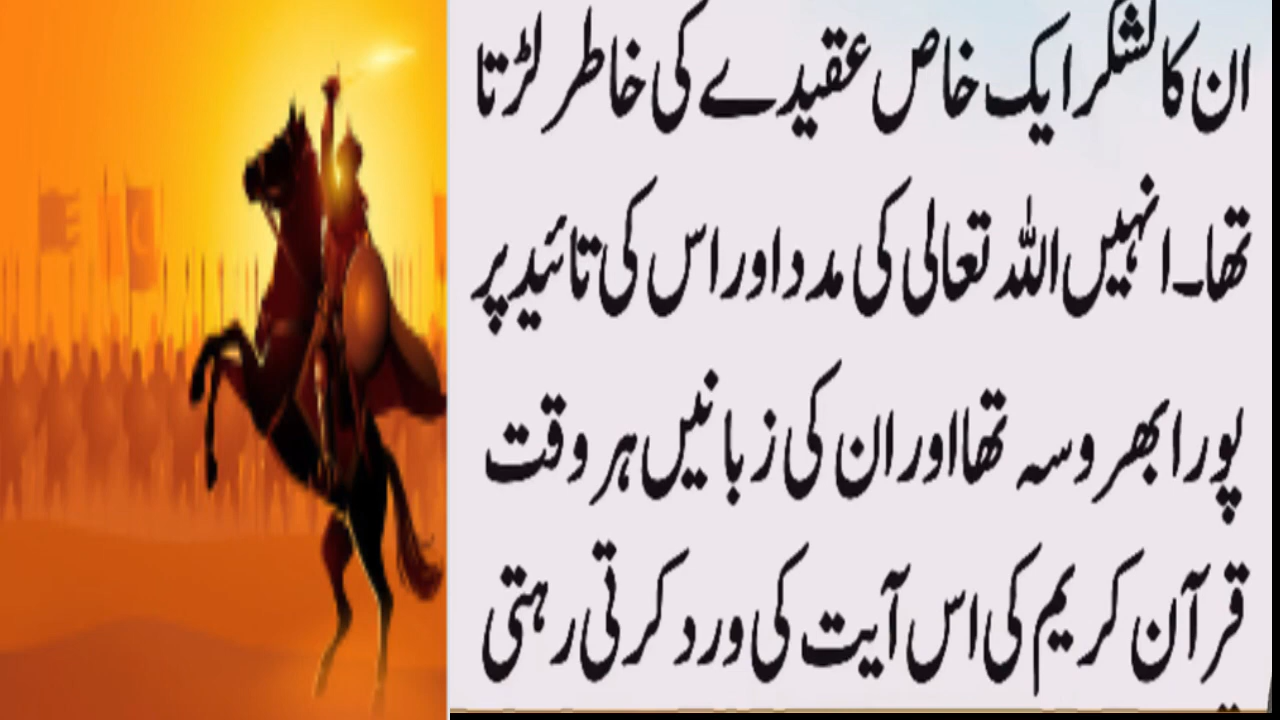 ان کا لشکر ایک خاص عقیدے کی خاطر لڑتا
تھا۔ انہیں اللہ تعالی کی مدد اور اس کی تائید پر
پورا بھروسہ تھا اور ان کی زبانیں ہر وقت
قرآن کریم کی اس آیت کی ورد کرتی رہتی